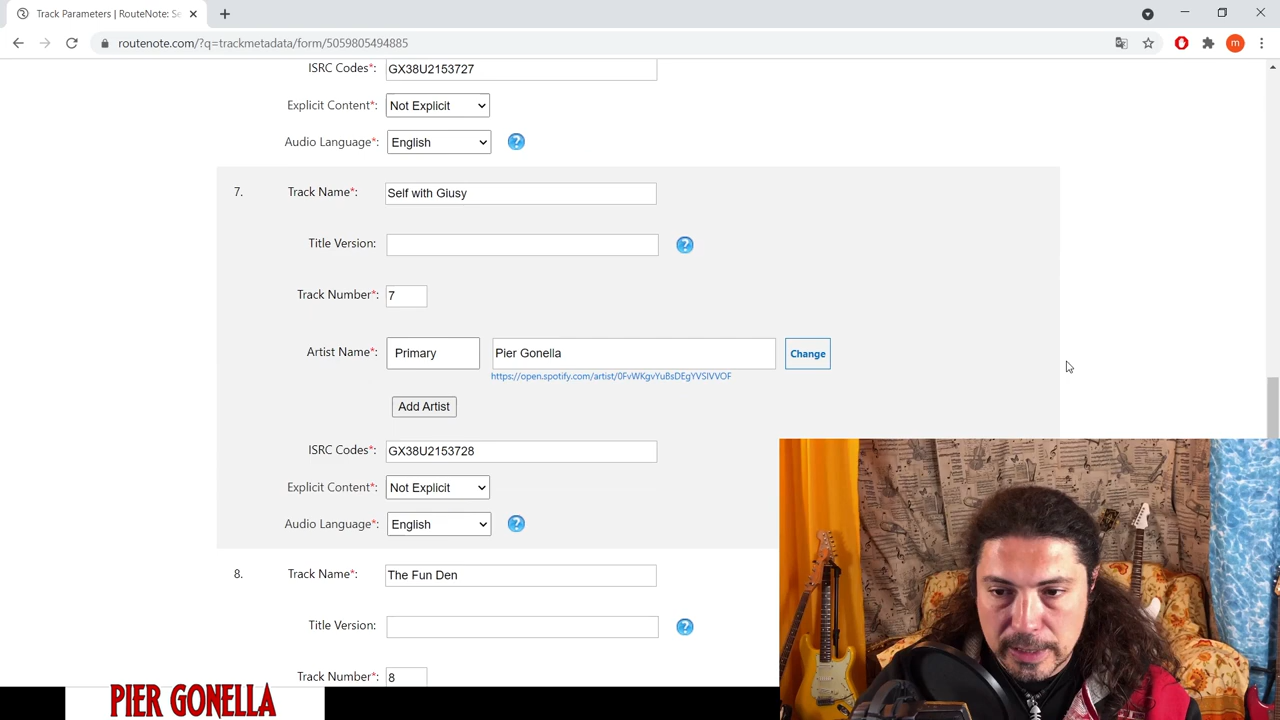 Track Parameters | RouteNote: Se
routenote.com/?q=trackmetadata/form/5059805494885
m
ISRC Codes*: GX38U2153727
Explicit Content*: Not Explicit
Audio Language*: English ?
7. Track Name*: Self with Giusy
Title Version: ?
Track Number*: 7
Artist Name*: Primary Pier Gonella Change
https://open.spotify.com/artist/0FvWKgvYuBsDEgYVSIVVOF
Add Artist
ISRC Codes*: GX38U2153728
Explicit Content*: Not Explicit
Audio Language*: English ?
8. Track Name*: The Fun Den
Title Version: ?
Track Number*: 8
PIER GONELLA